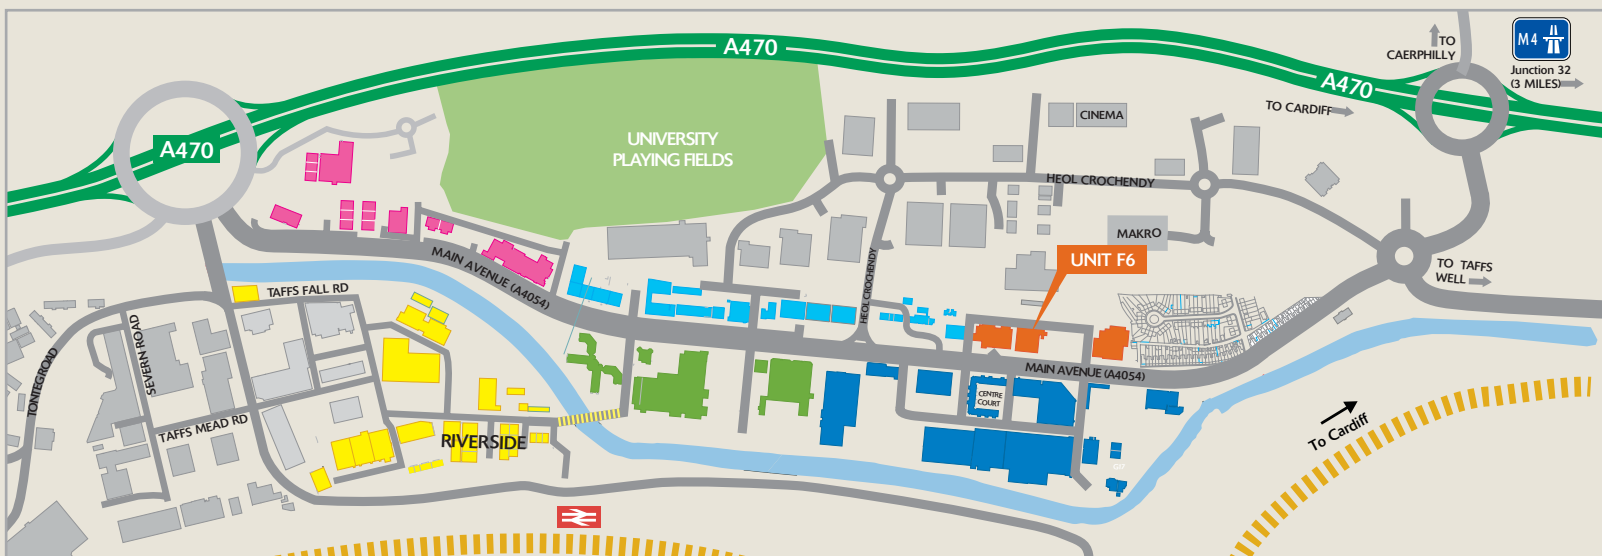 A470
TO
CAERPHILLY
M4
Junction 32
(3 MILES)
A470
TO CARDIFF
CINEMA
UNIVERSITY
PLAYING FIELDS
A470
HEOL CROCHENDY
MAKRO
UNIT F6
TO TAFFS
WELL
MAIN AVENUE (A4054)
HEOL CROCHENDY
TAFFS FALL RD
SEVERN ROAD
TONTEG ROAD
MAIN AVENUE (A4054)
CENTRE
COURT
TAFFS MEAD RD
RIVERSIDE
To Cardiff